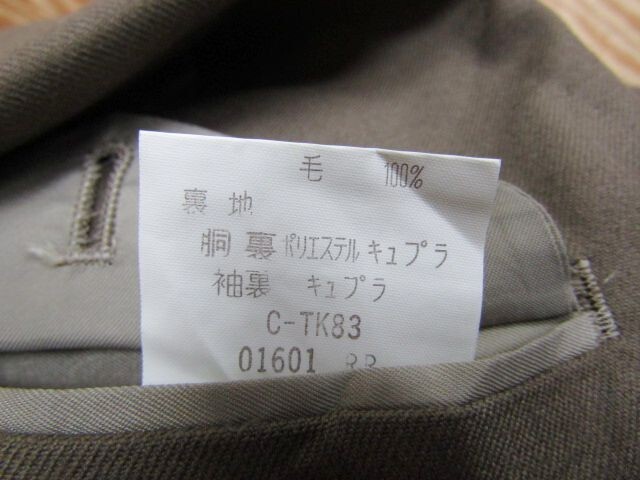 毛 100%
裏地
胴裏 ポリエステル キュプラ
袖裏 キュプラ
C-TK83
01601